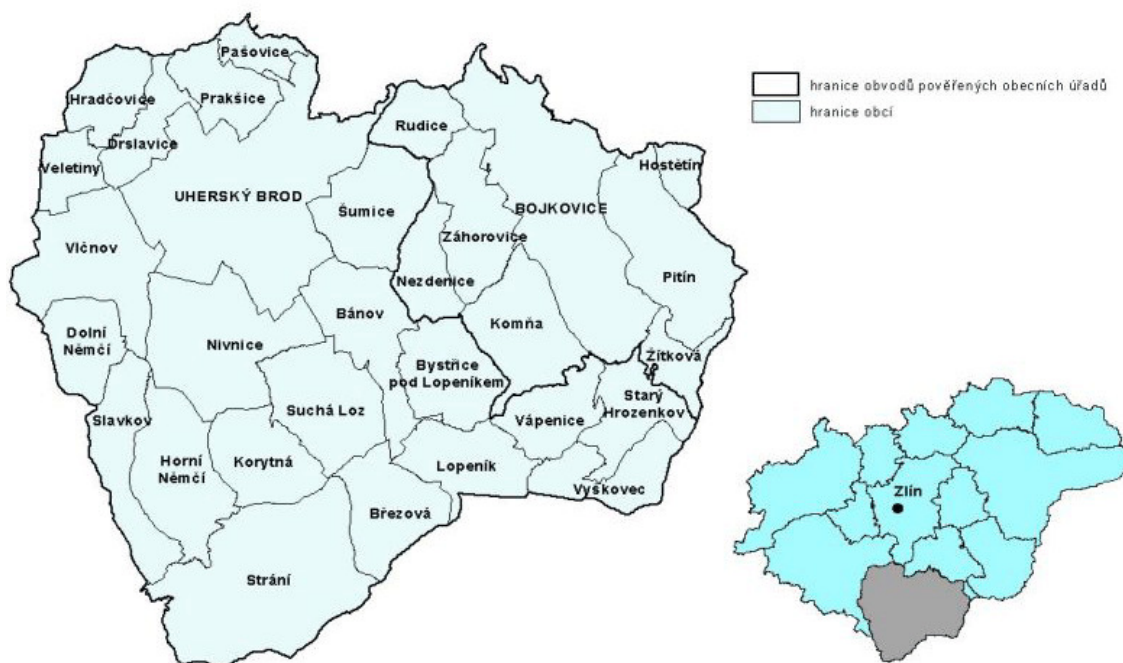 Pašovice
Hradčovice
Prakšice
hranice obvodů pověřených obecních úřadů
hranice obcí
Rudice
Drslavice
Veletiny
Hostětín
UHERSKÝ BROD
Šumice
BOJKOVICE
Vlčnov
Záhorovice
Nezdenice
Pitín
Bánov
Komňa
Dolní
Němčí
Nivnice
Žítková
Bystřice
pod Lopeníkem
Starý
Hrozenkov
Suchá Loz
Slavkov
Vápenice
Horní
Němčí
Korytná
Lopeník
Vyškovec
Březová
Zlín
Strání